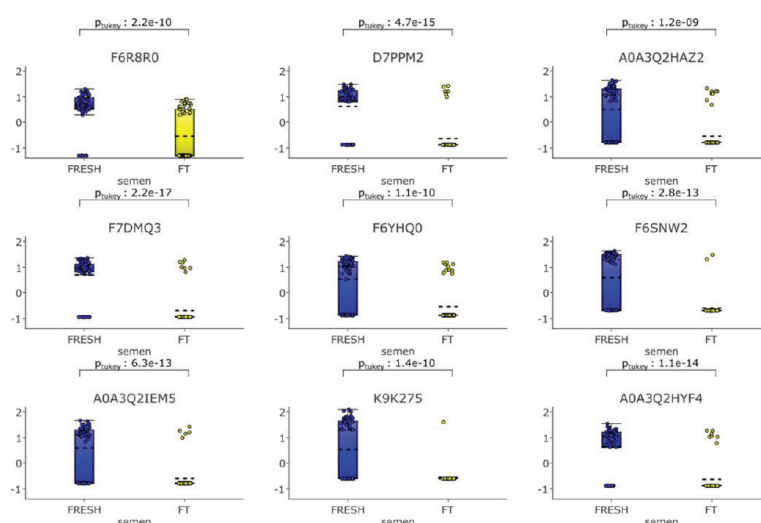 p_tukey : 2.2e-10 p_tukey : 4.7e-15 p_tukey : 1.2e-09
F6R8R0 D7PPM2 A0A3Q2HAZ2
2 2 2
1 1 1
0 0 0
-1 -1 -1
FRESH FT FRESH FT FRESH FT
semen semen semen
p_tukey : 2.2e-17 p_tukey : 1.1e-10 p_tukey : 2.8e-13
F7DMQ3 F6YHQ0 F6SNW2
2 2 2
1 1 1
0 0 0
-1 -1 -1
FRESH FT FRESH FT FRESH FT
semen semen semen
p_tukey : 6.3e-13 p_tukey : 1.4e-10 p_tukey : 1.1e-14
A0A3Q2IEM5 K9K275 A0A3Q2HYF4
2 2 2
1 1 1
0 0 0
-1 -1 -1
FRESH FT FRESH FT FRESH FT
semen semen semen